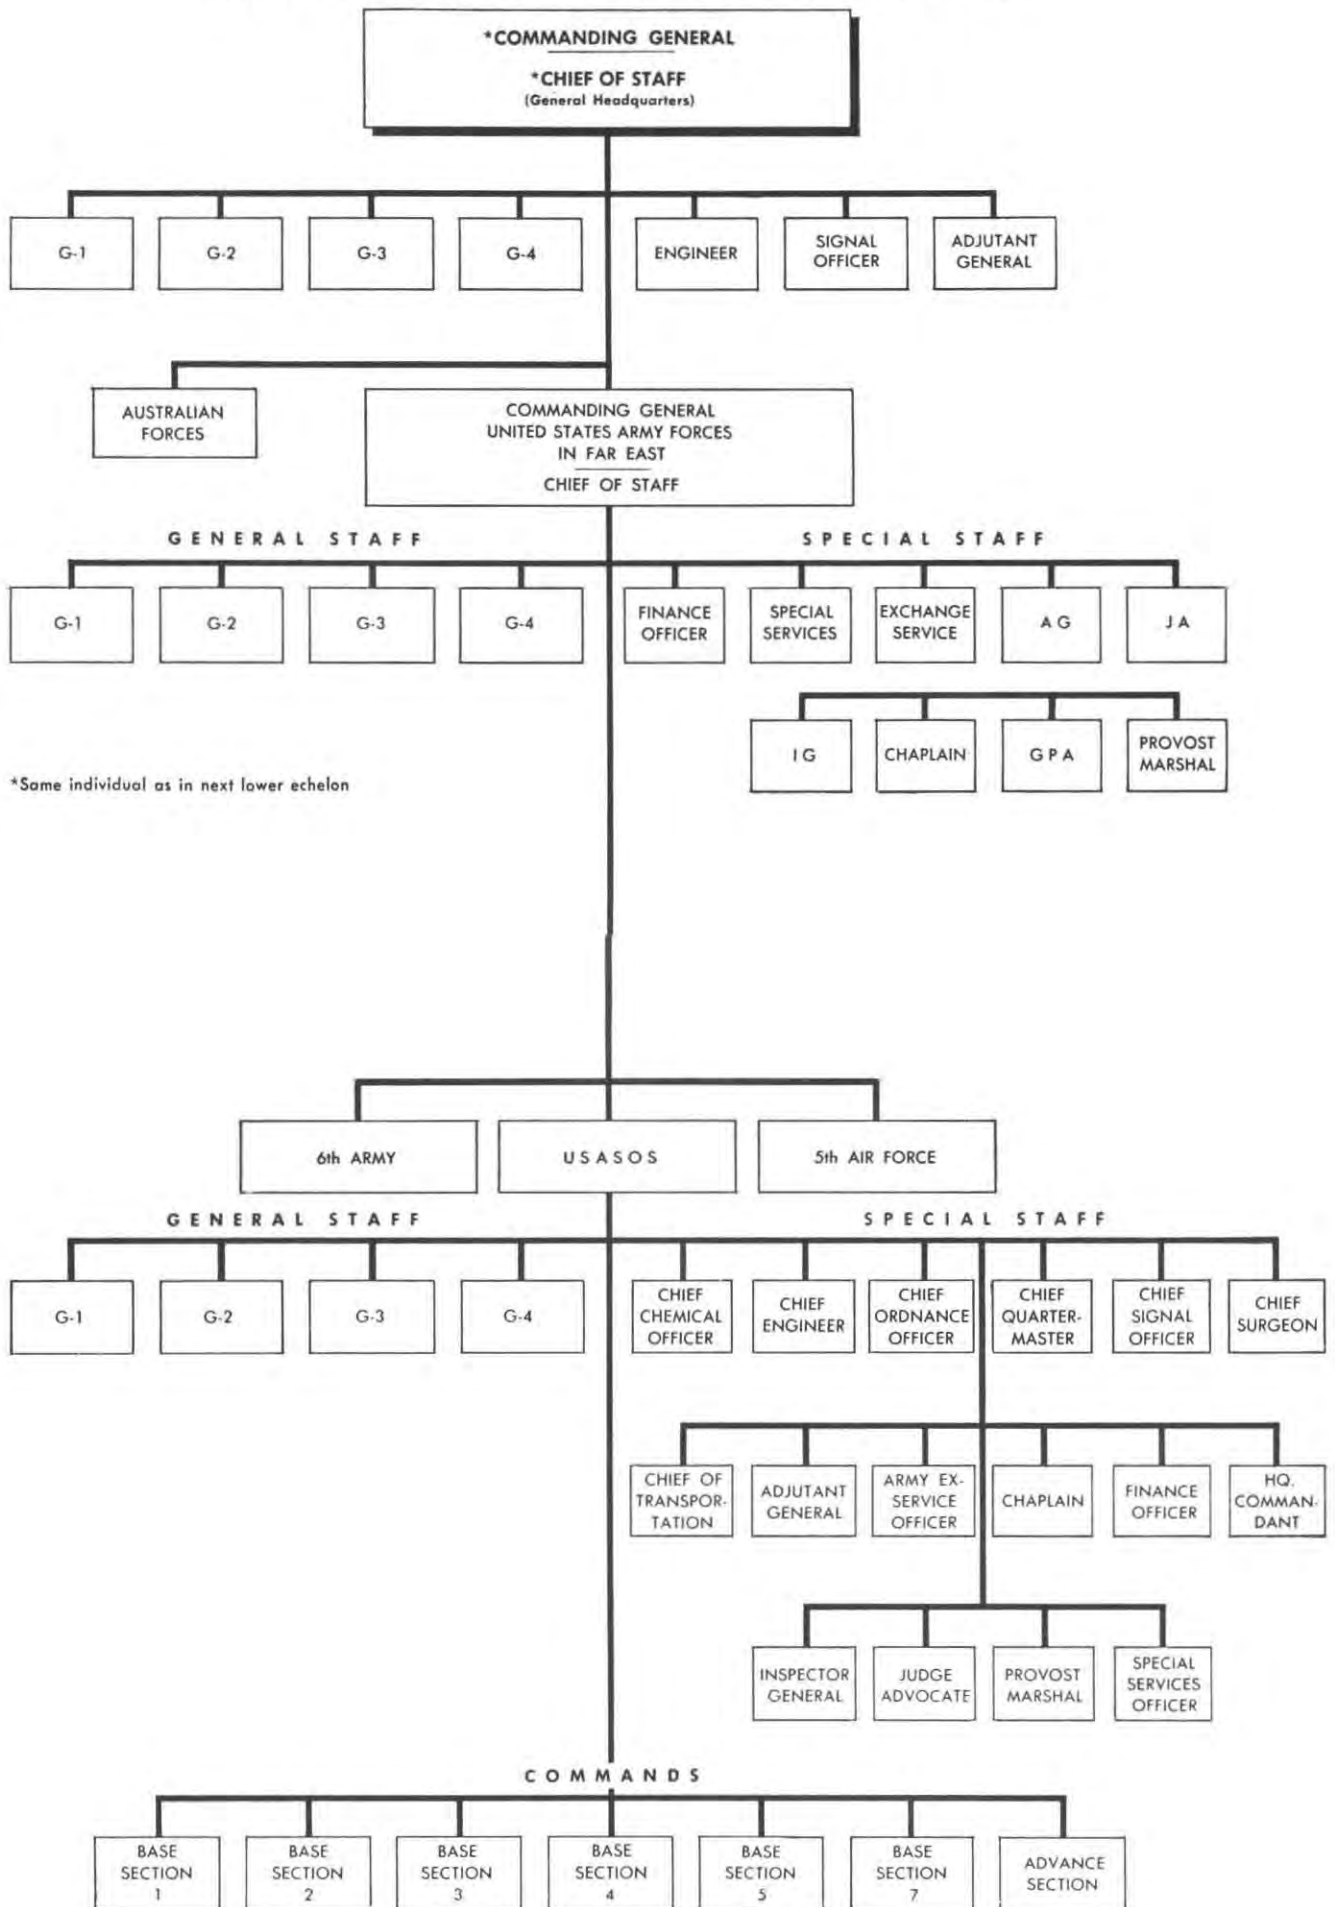 *COMMANDING GENERAL
*CHIEF OF STAFF
(General Headquarters)
G-1
G-2
G-3
G-4
ENGINEER
SIGNAL
OFFICER
ADJUTANT
GENERAL
AUSTRALIAN
FORCES
COMMANDING GENERAL
UNITED STATES ARMY FORCES
IN FAR EAST
CHIEF OF STAFF
GENERAL STAFF
SPECIAL STAFF
G-1
G-2
G-3
G-4
FINANCE
OFFICER
SPECIAL
SERVICES
EXCHANGE
SERVICE
AG
JA
IG
CHAPLAIN
GPA
PROVOST
MARSHAL
*Same individual as in next lower echelon
6th ARMY
USASOS
5th AIR FORCE
GENERAL STAFF
SPECIAL STAFF
G-1
G-2
G-3
G-4
CHIEF
CHEMICAL
OFFICER
CHIEF
ENGINEER
CHIEF
ORDNANCE
OFFICER
CHIEF
QUARTER-
MASTER
CHIEF
SIGNAL
OFFICER
CHIEF
SURGEON
CHIEF OF
TRANSPOR-
TATION
ADJUTANT
GENERAL
ARMY EX-
SERVICE
OFFICER
CHAPLAIN
FINANCE
OFFICER
HQ.
COMMAN-
DANT
INSPECTOR
GENERAL
JUDGE
ADVOCATE
PROVOST
MARSHAL
SPECIAL
SERVICES
OFFICER
COMMANDS
BASE
SECTION
1
BASE
SECTION
2
BASE
SECTION
3
BASE
SECTION
4
BASE
SECTION
5
BASE
SECTION
7
ADVANCE
SECTION